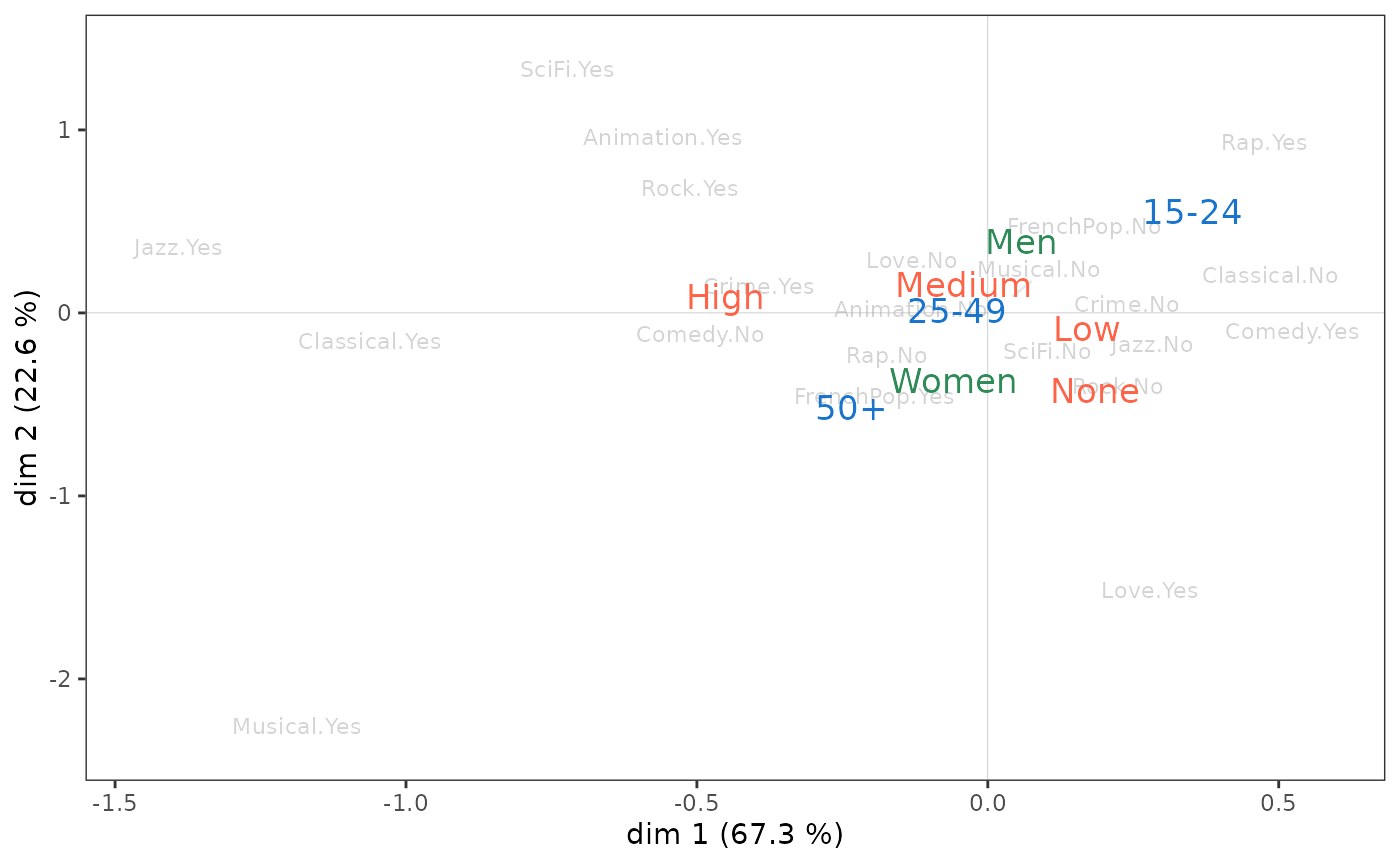 SciFi.Yes
1
Animation.Yes
Rap.Yes
Rock.Yes
15-24
FrenchPop.No
Men
Jazz.Yes
Love.No
Musical.No
Classical.No
Crime.Yes
Medium
High
Crime.No
Animation.No
25-49
0
Low
Comedy.Yes
Comedy.No
Classical.Yes
Jazz.No
SciFi.No
Rap.No
Women
Rock.No
None
FrenchPop.Yes
50+
-1
Love.Yes
-2
Musical.Yes
dim 2 (22.6 %)
-1.5
-1.0
-0.5
0.0
0.5
dim 1 (67.3 %)